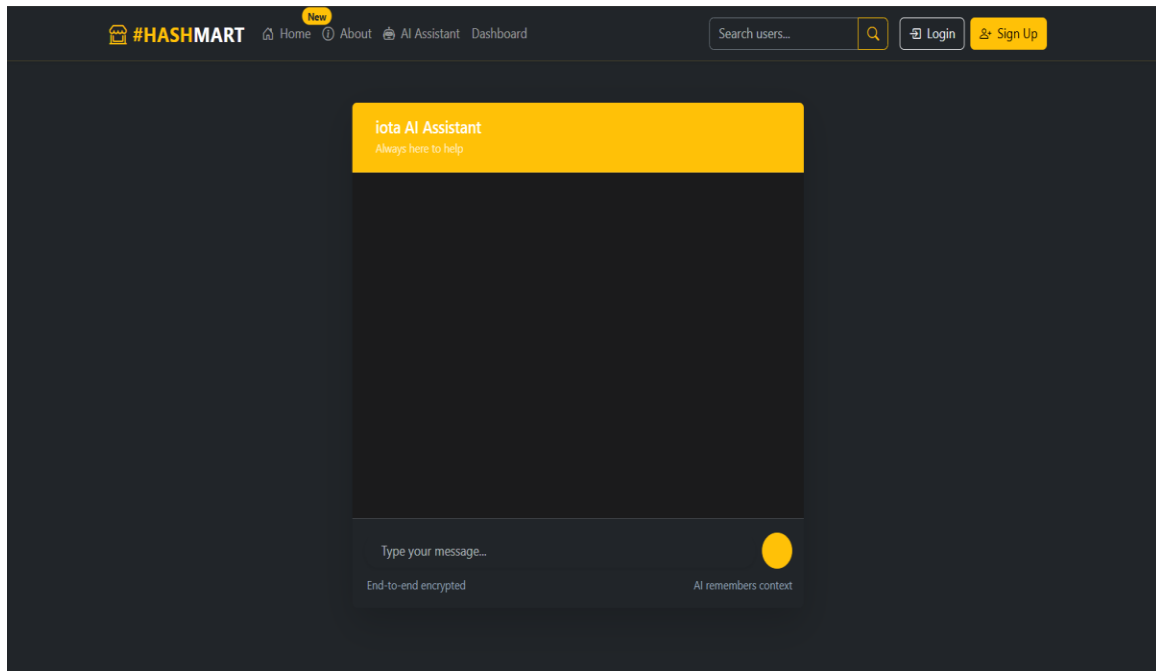 New
#HASHMART Home About AI Assistant Dashboard Search users... Login Sign Up
iota AI Assistant
Always here to help
Type your message...
End-to-end encrypted AI remembers context